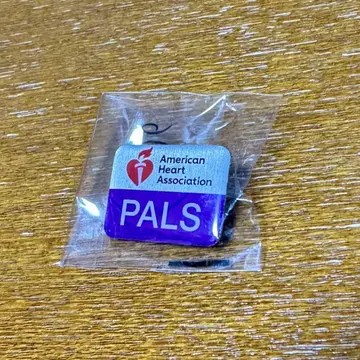 American
Heart
Association
PALS